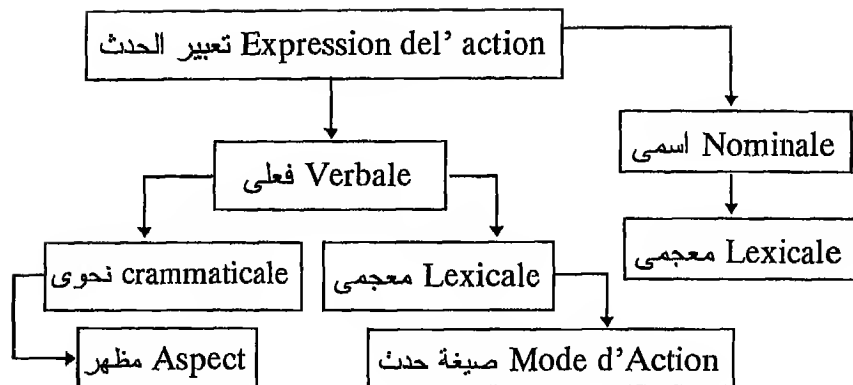 تعبير الحدث Expression del' action
اسمى Nominale
فعلى Verbale
معجمى Lexicale
نحوى crammaticale
معجمى Lexicale
مظهر Aspect
صيغة حدث Mode d'Action